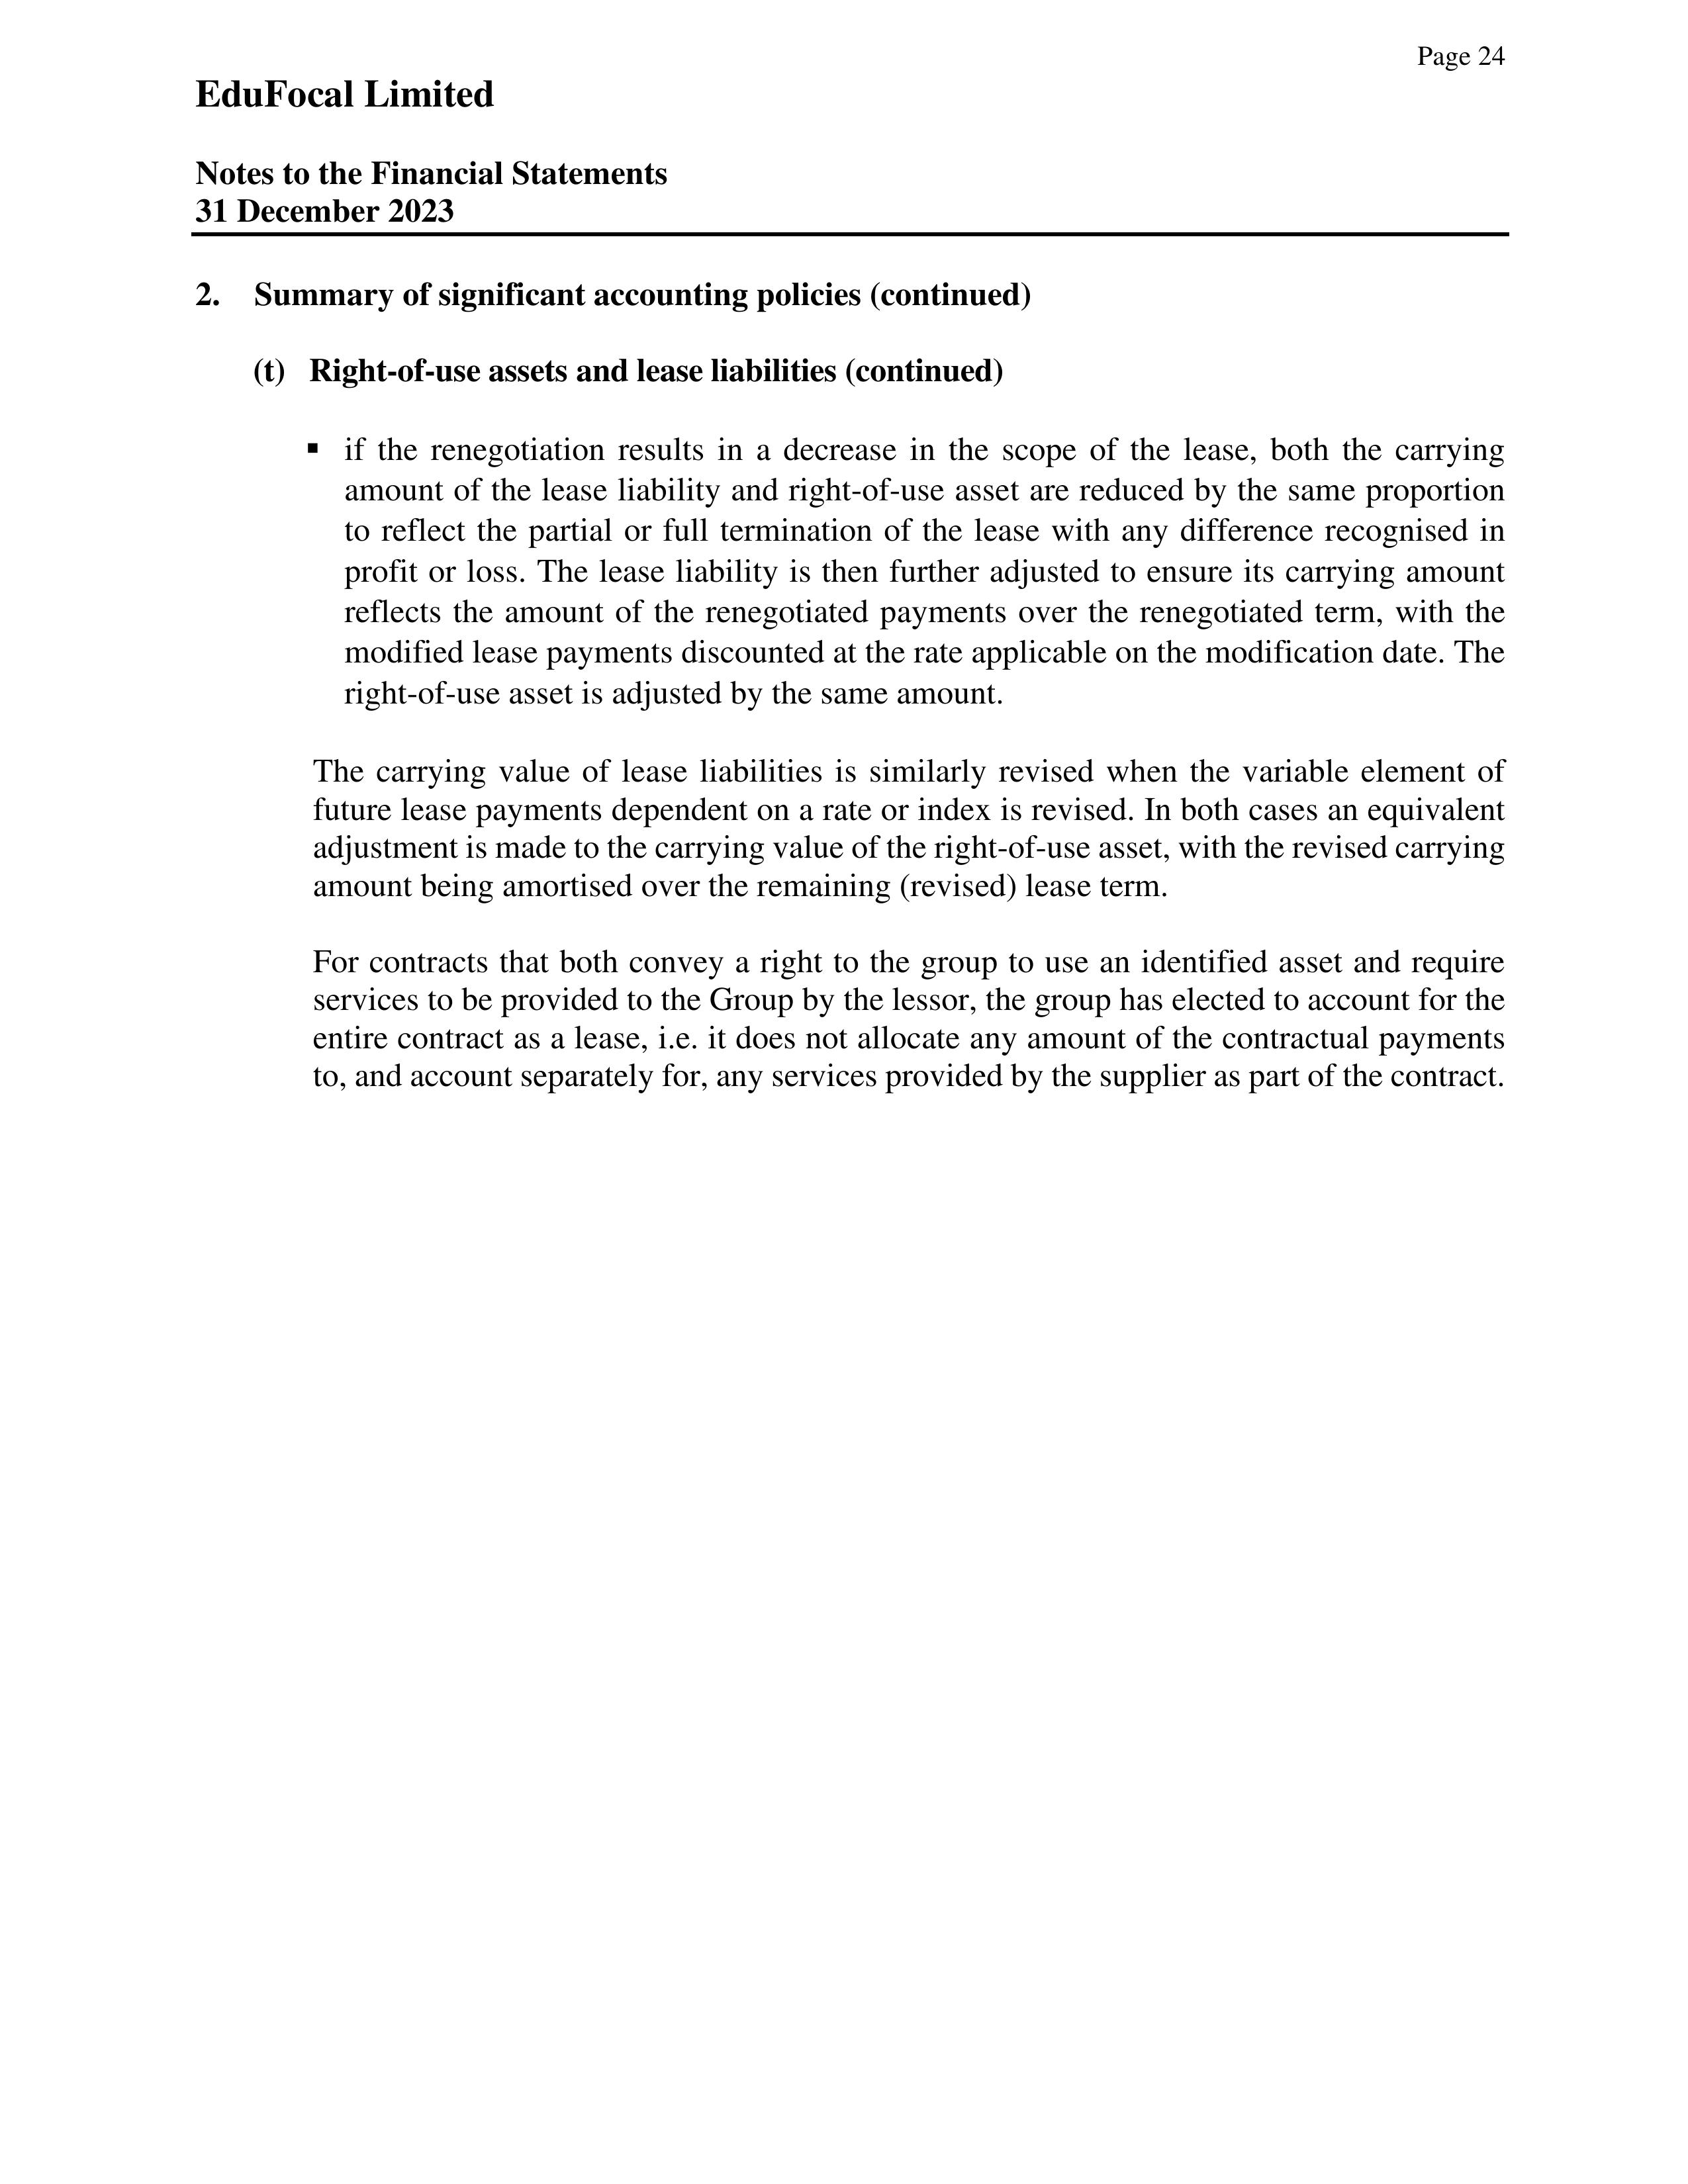 Page 24
EduFocal Limited
Notes to the Financial Statements
31 December 2023
2. Summary of significant accounting policies (continued)
(t) Right-of-use assets and lease liabilities (continued)
▪ if the renegotiation results in a decrease in the scope of the lease, both the carrying
amount of the lease liability and right-of-use asset are reduced by the same proportion
to reflect the partial or full termination of the lease with any difference recognised in
profit or loss. The lease liability is then further adjusted to ensure its carrying amount
reflects the amount of the renegotiated payments over the renegotiated term, with the
modified lease payments discounted at the rate applicable on the modification date. The
right-of-use asset is adjusted by the same amount.
The carrying value of lease liabilities is similarly revised when the variable element of
future lease payments dependent on a rate or index is revised. In both cases an equivalent
adjustment is made to the carrying value of the right-of-use asset, with the revised carrying
amount being amortised over the remaining (revised) lease term.
For contracts that both convey a right to the group to use an identified asset and require
services to be provided to the Group by the lessor, the group has elected to account for the
entire contract as a lease, i.e. it does not allocate any amount of the contractual payments
to, and account separately for, any services provided by the supplier as part of the contract.